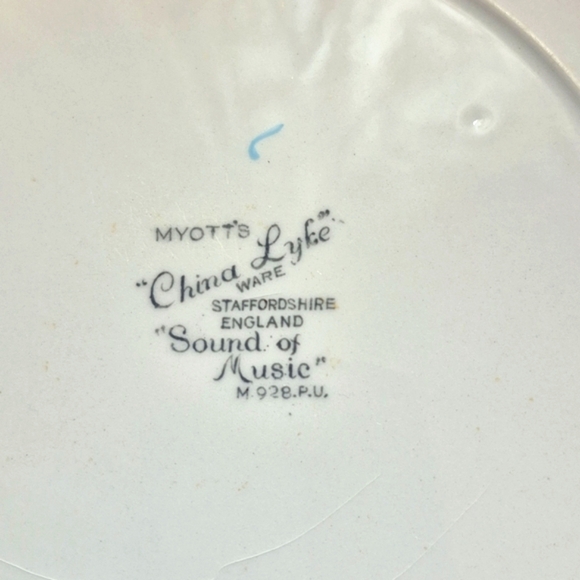 MYOTT'S
"China Lyke"
WARE
STAFFORDSHIRE
ENGLAND
"Sound of
Music"
M.928.P.U.